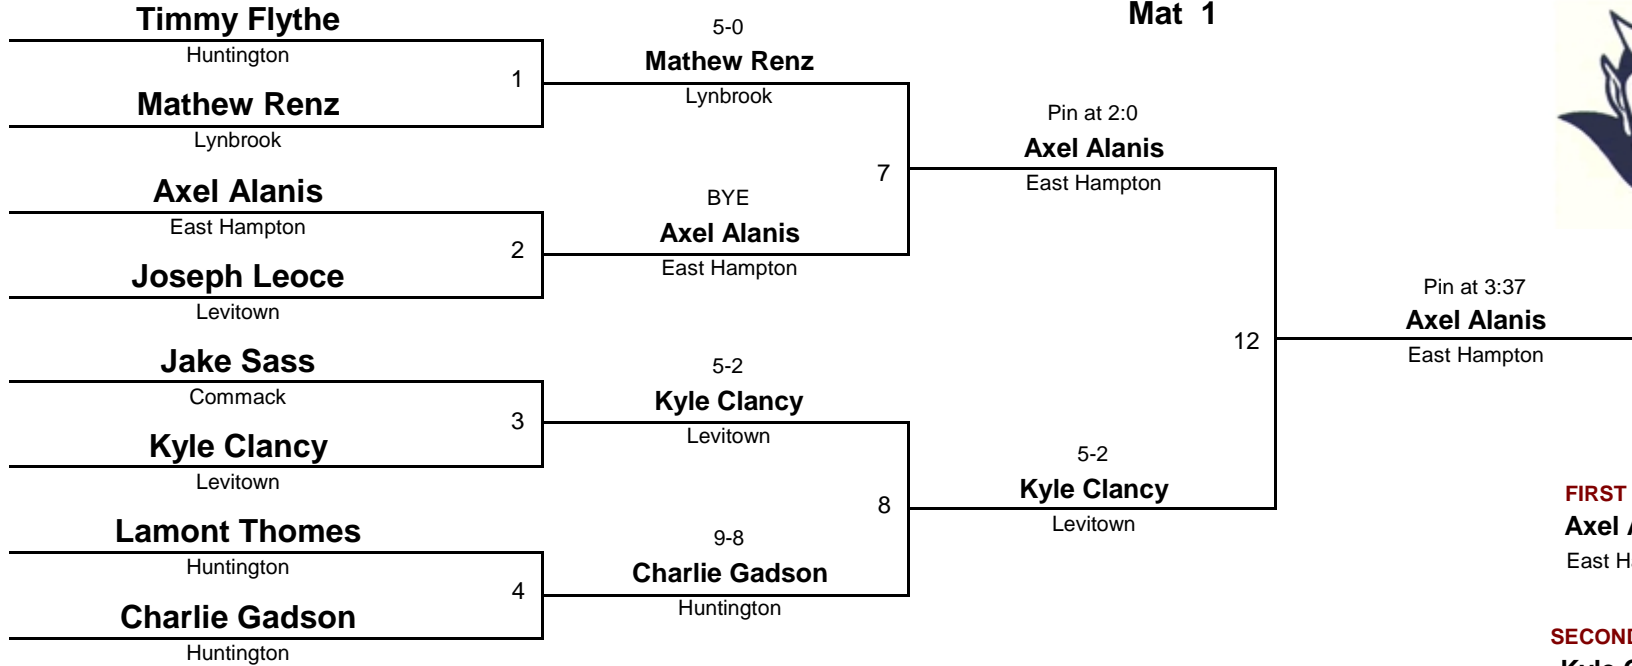 Mat 1
Timmy Flythe
Huntington
1
Mathew Renz
Lynbrook
5-0
Mathew Renz
Lynbrook
Axel Alanis
East Hampton
2
Joseph Leoce
Levitown
BYE
Axel Alanis
East Hampton
7
Pin at 2:0
Axel Alanis
East Hampton
Jake Sass
Commack
3
Kyle Clancy
Levitown
5-2
Kyle Clancy
Levitown
Lamont Thomes
Huntington
4
Charlie Gadson
Huntington
9-8
Charlie Gadson
Huntington
8
5-2
Kyle Clancy
Levitown
12
Pin at 3:37
Axel Alanis
East Hampton
FIRST
Axel
East
SECOND
Kyle